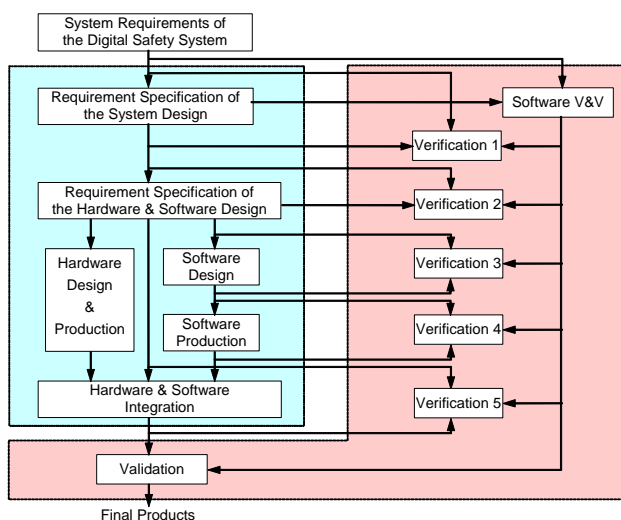 System Requirements of
the Digital Safety System
Requirement Specification of
the System Design
Software V&V
Verification 1
Requirement Specification of
the Hardware & Software Design
Verification 2
Hardware
Design
&
Production
Software
Design
Verification 3
Software
Production
Verification 4
Hardware & Software
Integration
Verification 5
Validation
Final Products